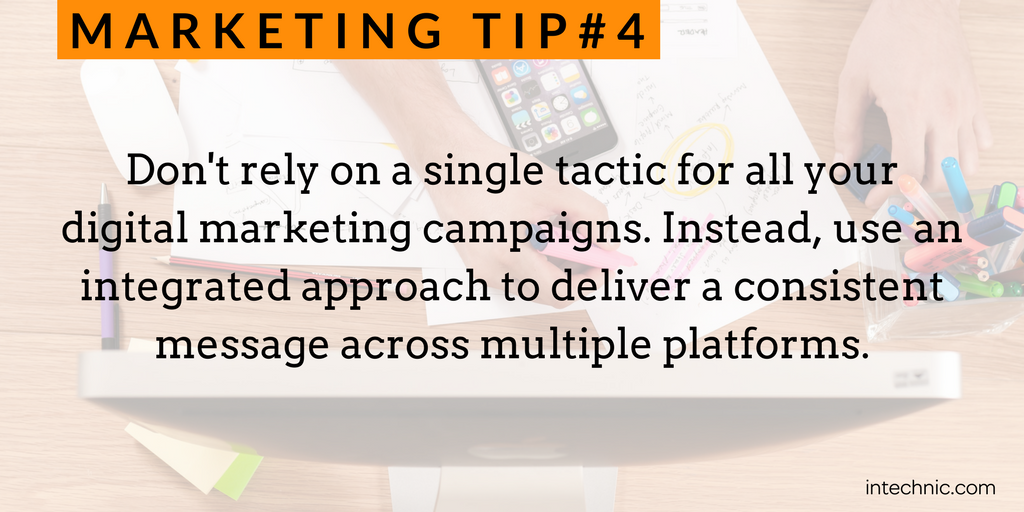 MARKETING TIP#4
Don't rely on a single tactic for all your
digital marketing campaigns. Instead, use an
integrated approach to deliver a consistent
message across multiple platforms.
intechnic.com